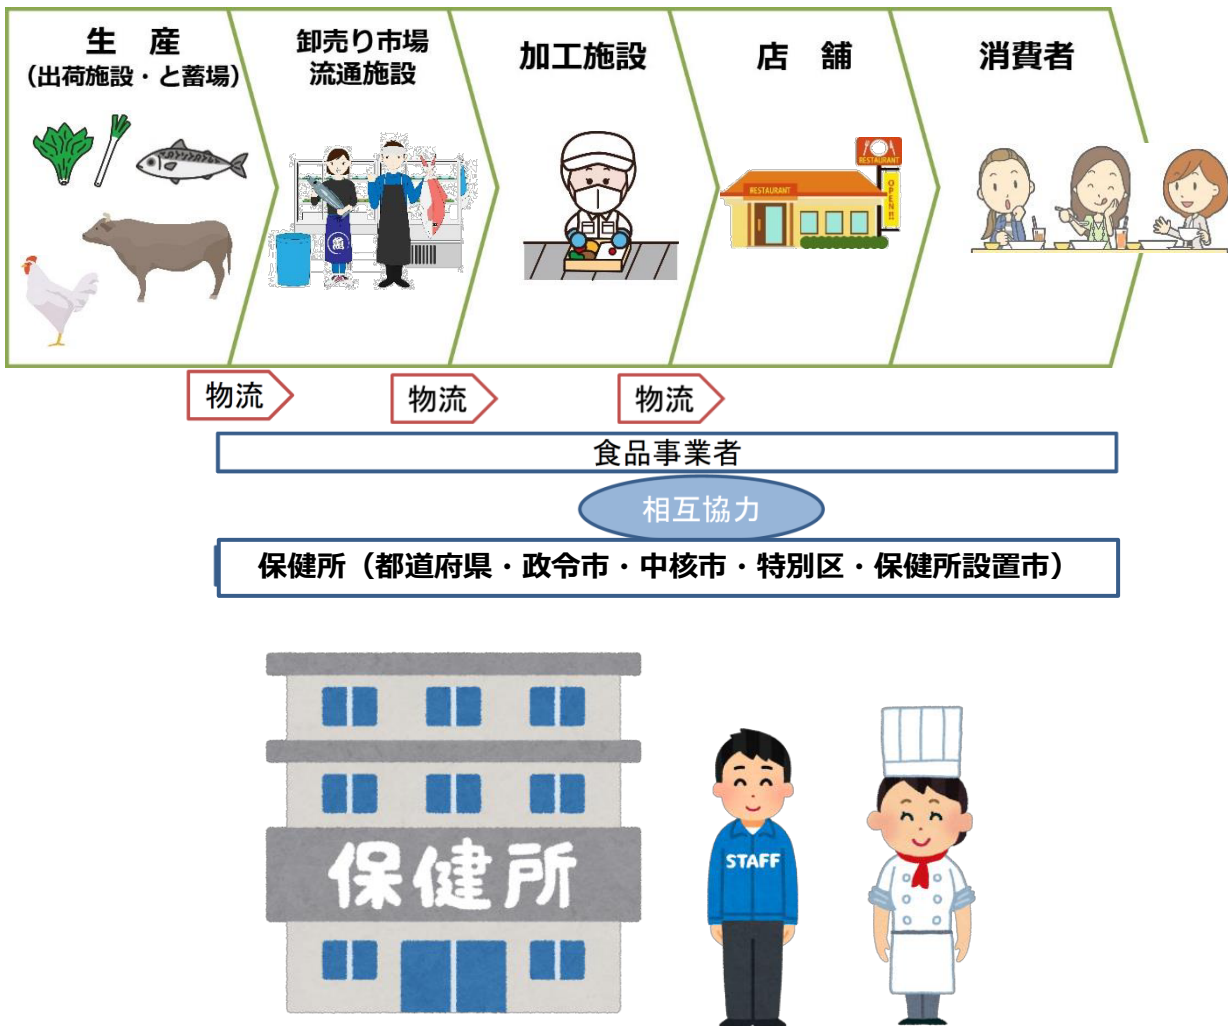 生　産
（出荷施設・と蓄場）
卸売り市場
流通施設
加工施設
店　舗
消費者
RESTAURANT
RESTAURANT
OPEN!!
物流
物流
物流
食品事業者
相互協力
保健所（都道府県・政令市・中核市・特別区・保健所設置市）
保健所
STAFF